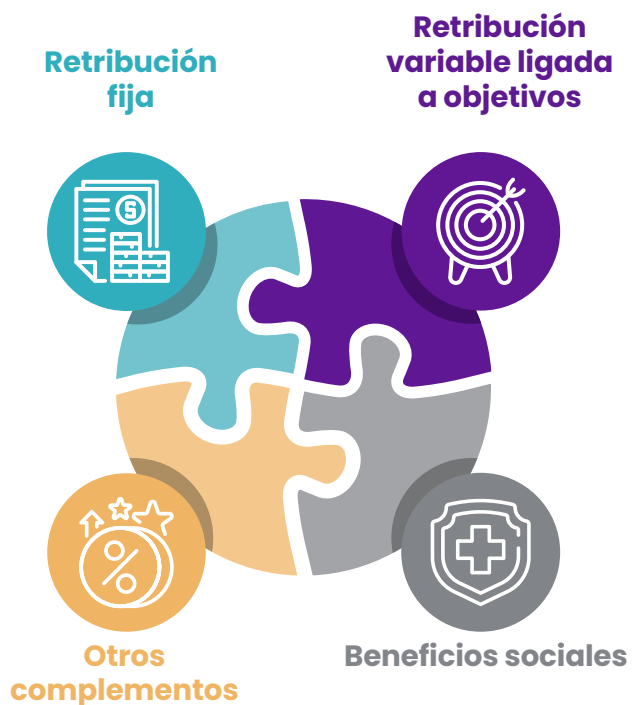 Retribución
fija
Retribución
variable ligada
a objetivos
$
%
Otros
complementos
Beneficios sociales